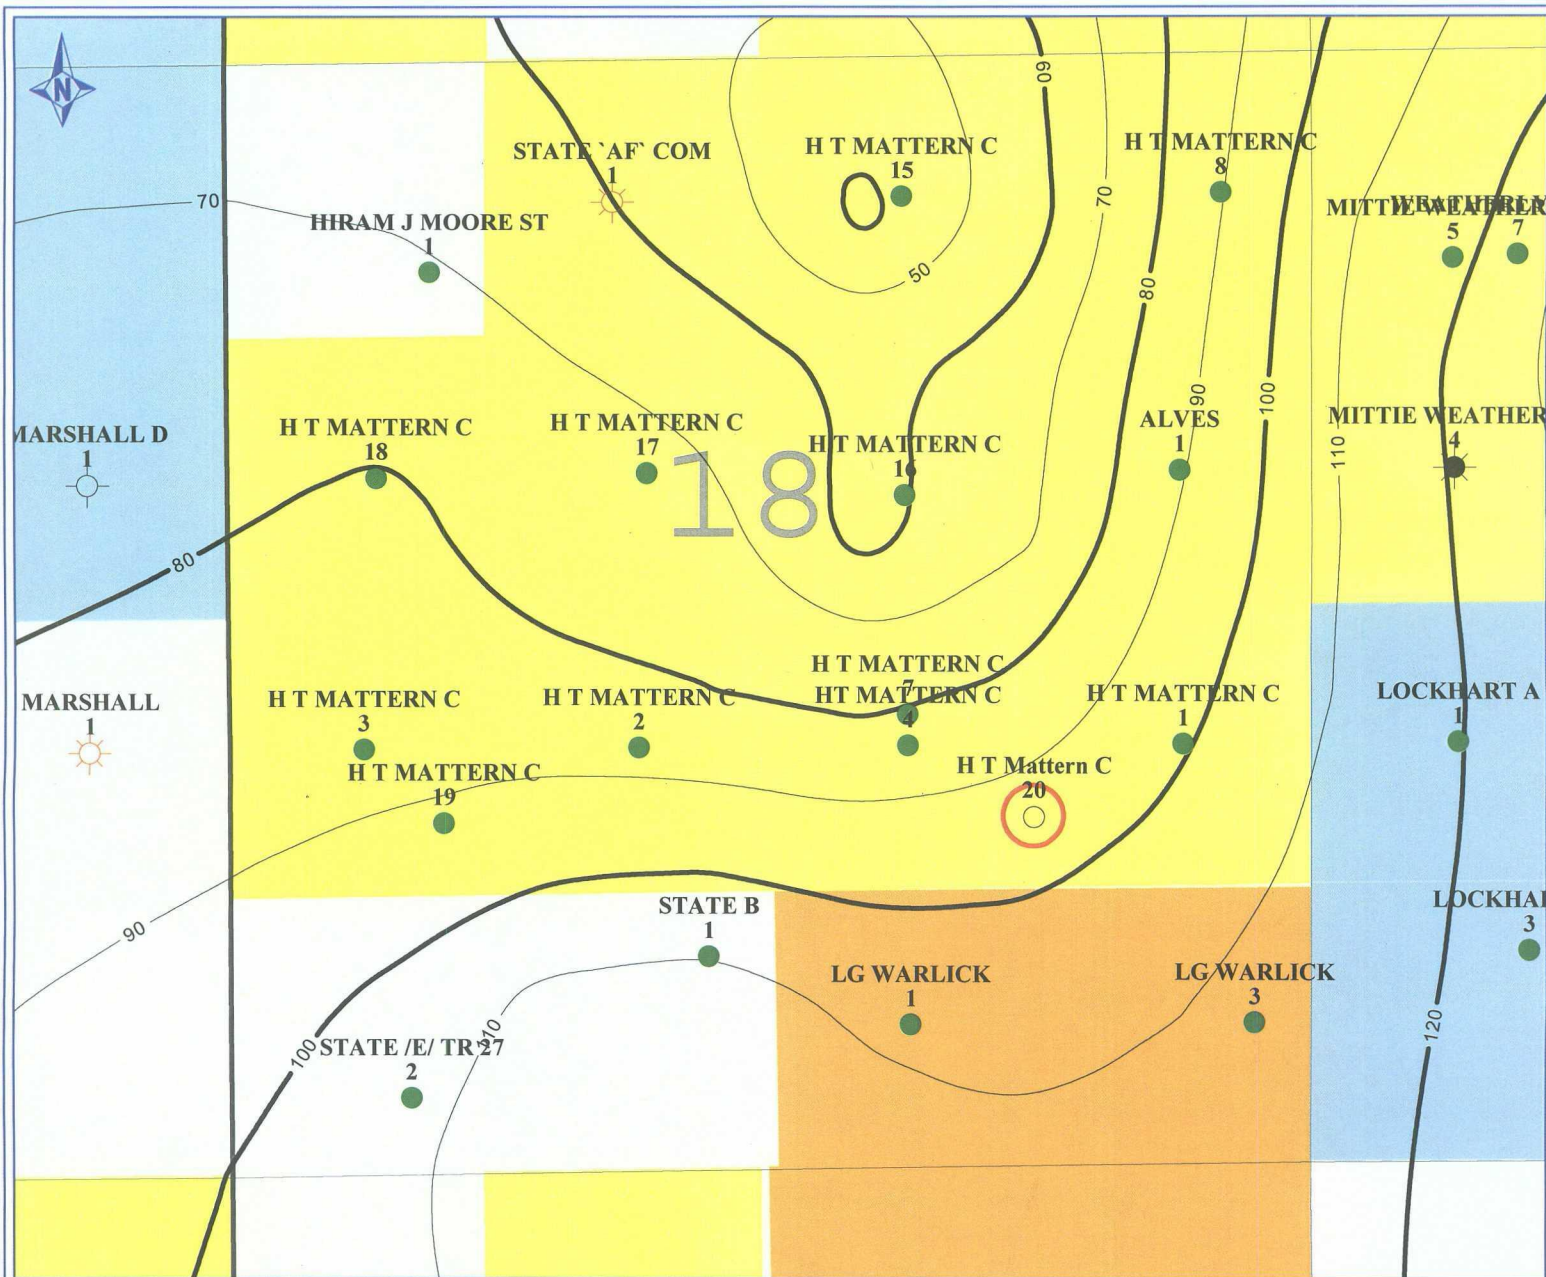 N
60
STATE `AF` COM
1
H T MATTERN C
15
H T MATTERN C
8
70
70
HIRAM J MOORE ST
1
MITTIE WEATHER
5
7
50
80
90
100
MARSHALL D
1
H T MATTERN C
18
H T MATTERN C
17
H T MATTERN C
16
ALVES
1
MITTIE WEATHER
4
110
18
80
H T MATTERN C
7
HT MATTERN C
4
MARSHALL
1
H T MATTERN C
3
H T MATTERN C
2
H T MATTERN C
1
LOCKHART A
1
H T MATTERN C
19
H T Mattern C
20
90
STATE B
1
LOCKHAR
3
LG WARLICK
1
LG WARLICK
3
100
110
STATE /E/ TR 27
2
120